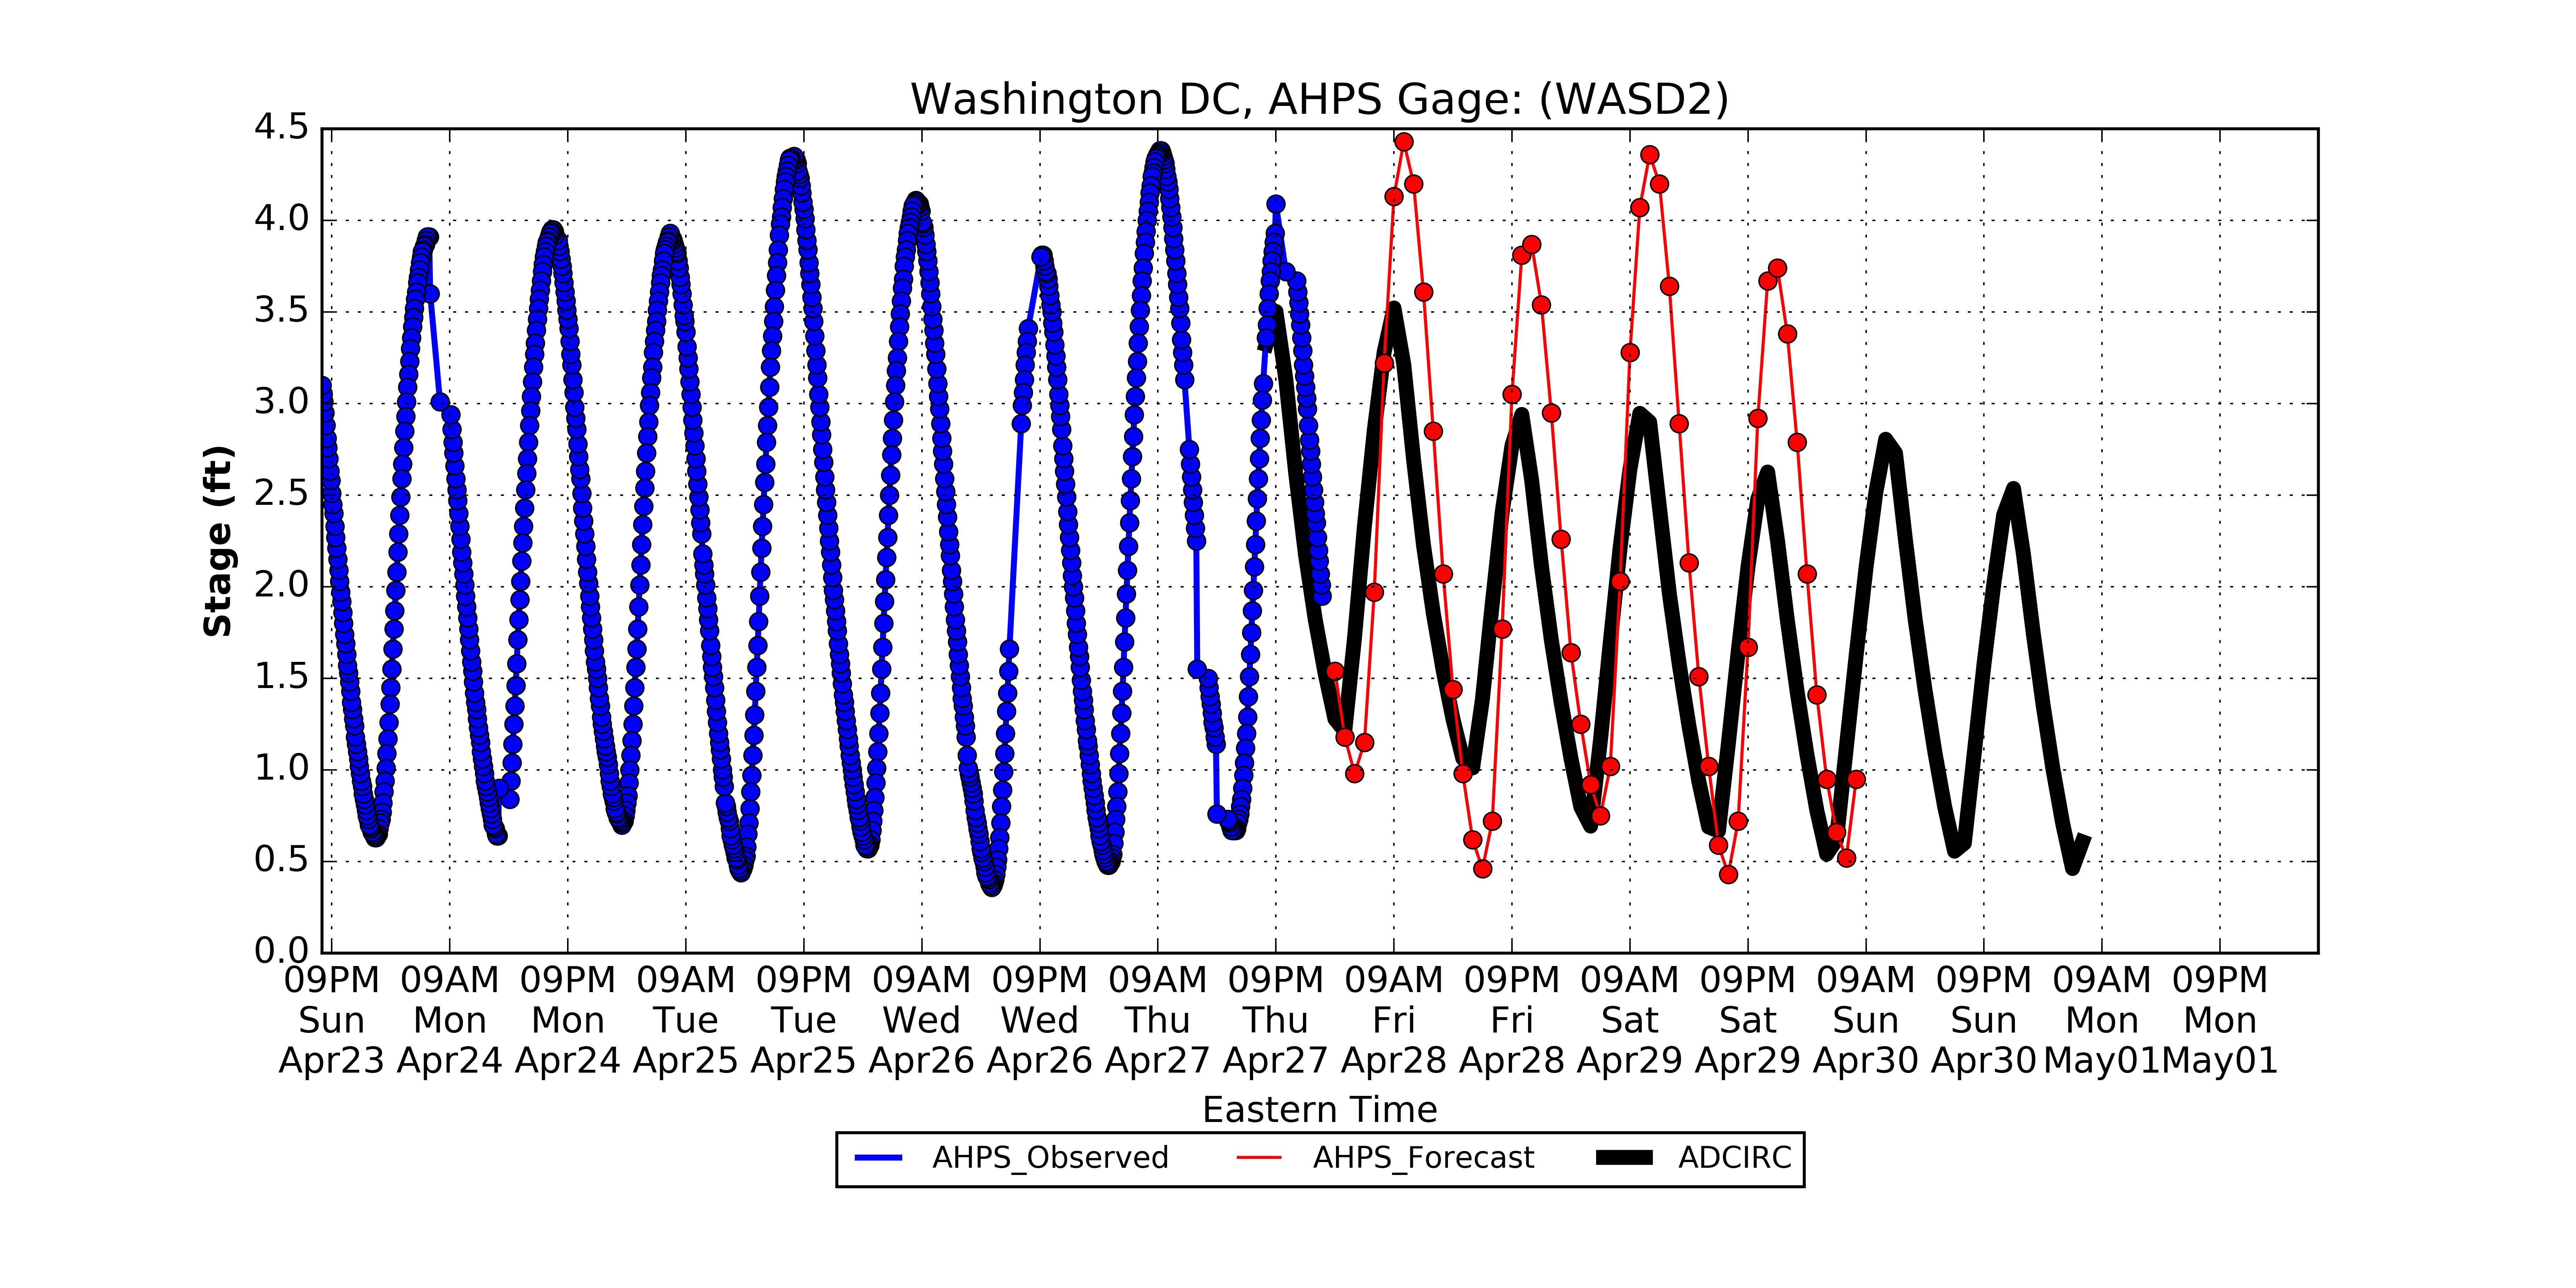 Washington DC, AHPS Gage: (WASD2)
4.5
4.0
3.5
3.0
2.5
2.0
1.5
1.0
0.5
0.0
Stage (ft)
09PM 09AM 09PM 09AM 09PM 09AM 09PM 09AM 09PM 09AM 09PM 09AM 09PM 09AM 09PM 09AM 09PM
Sun Mon Mon Tue Tue Wed Wed Thu Thu Fri Fri Sat Sat Sun Sun Mon Mon
Apr23 Apr24 Apr24 Apr25 Apr25 Apr26 Apr26 Apr27 Apr27 Apr28 Apr28 Apr29 Apr29 Apr30 Apr30 May01 May01
Eastern Time
AHPS_Observed AHPS_Forecast ADCIRC